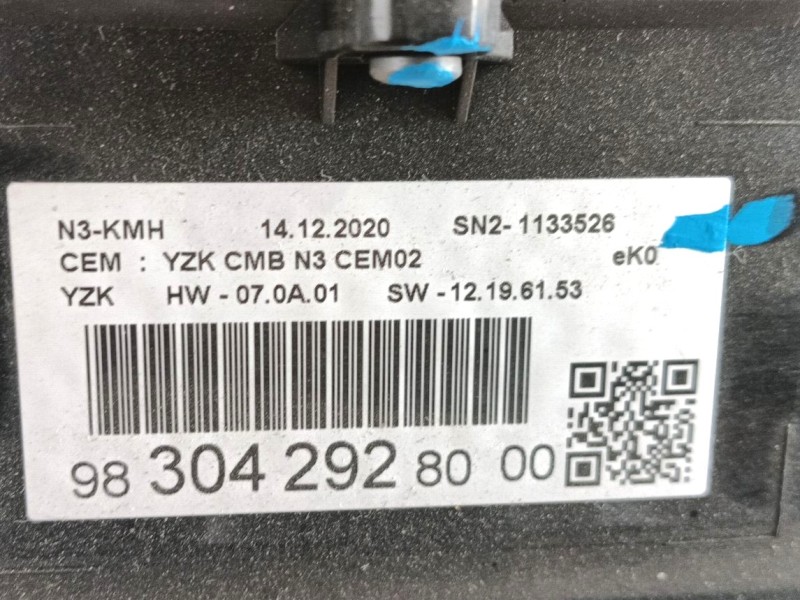 N3-KMH 14.12.2020 SN2-1133526
CEM : YZK CMB N3 CEM02 eK0
YZK HW - 07.0A.01 SW - 12.19.61.53
98 304 292 80 00